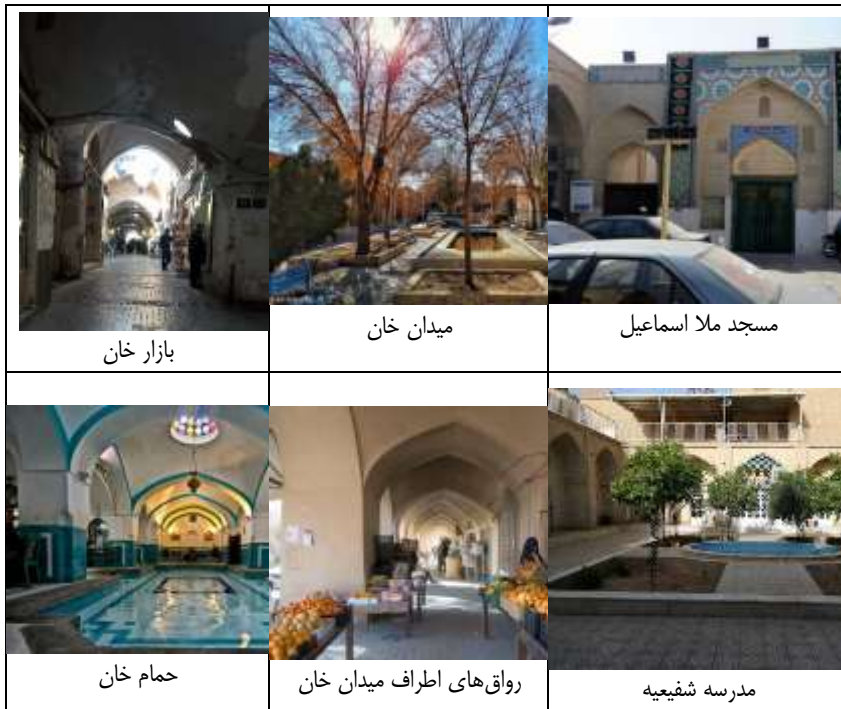 مسجد ملا اسماعیل
میدان خان
بازار خان
مدرسه شفیعیه
رواق‌های اطراف میدان خان
حمام خان